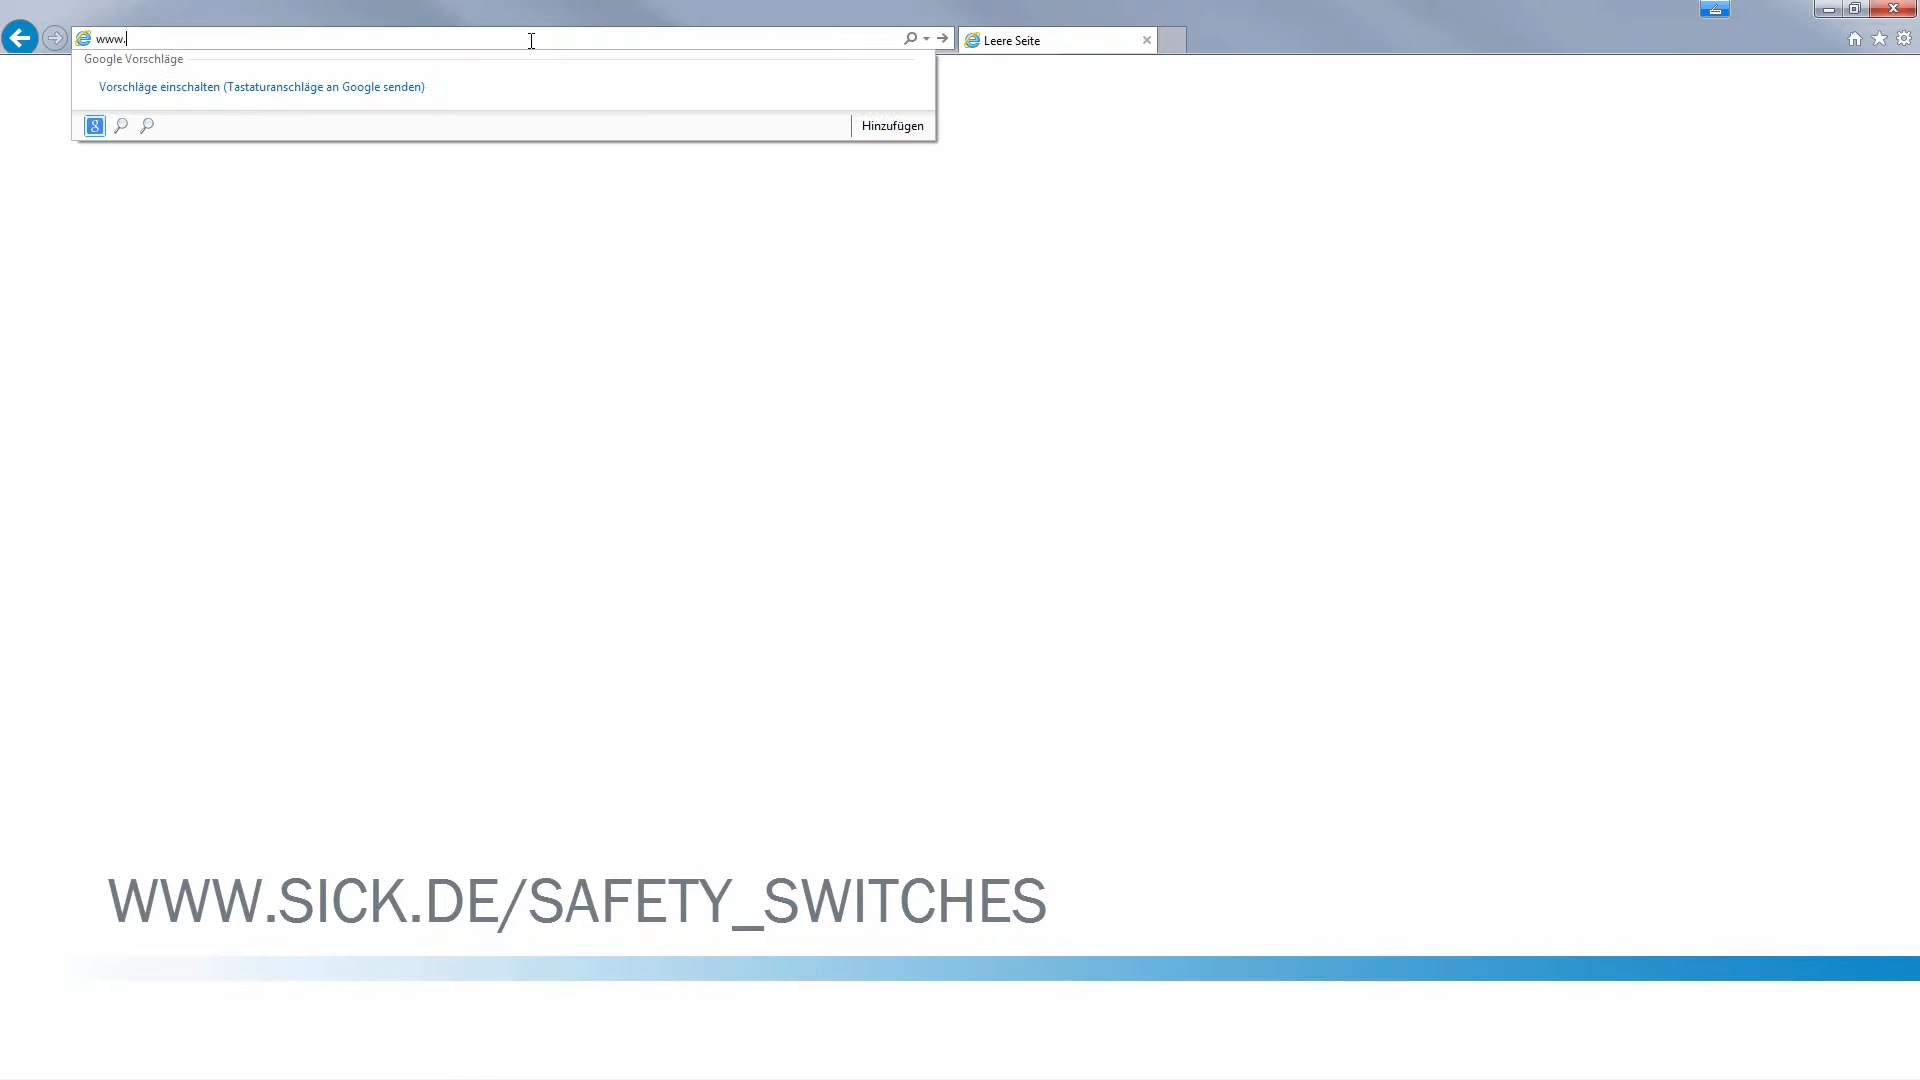 www.
Leere Seite
Google Vorschläge
Vorschläge einschalten (Tastaturanschläge an Google senden)
g
Hinzufügen
WWW.SICK.DE/SAFETY_SWITCHES